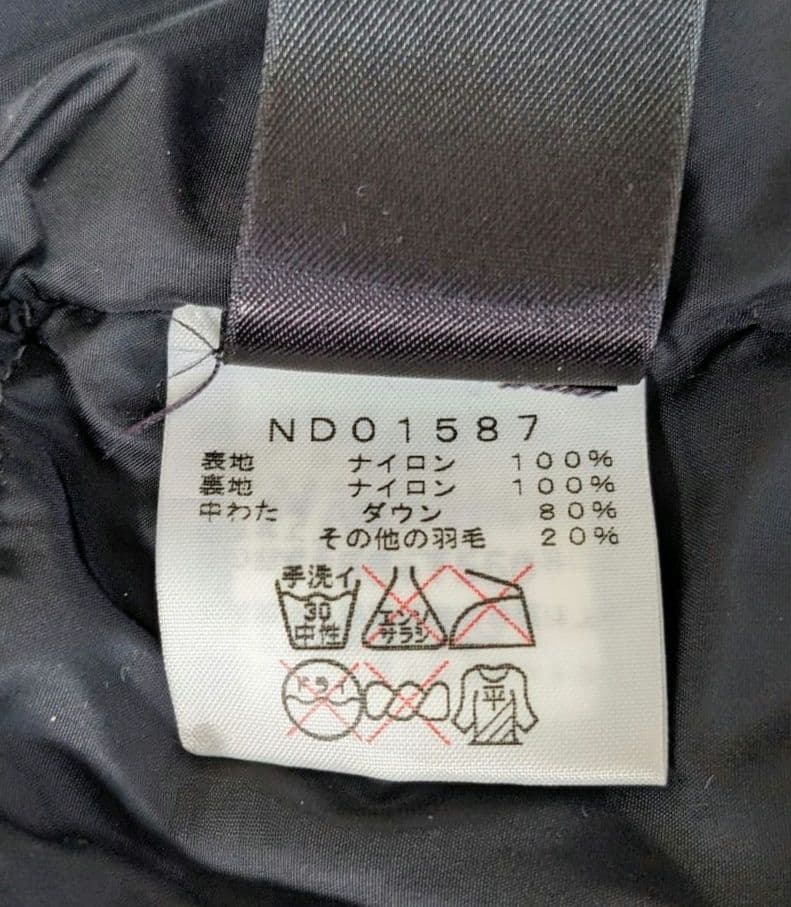 ND01587
表地 ナイロン 100%
裏地 ナイロン 100%
中わた ダウン 80%
その他の羽毛 20%
手洗イ
30
中性
エンソ
サラシ
ドライ
平